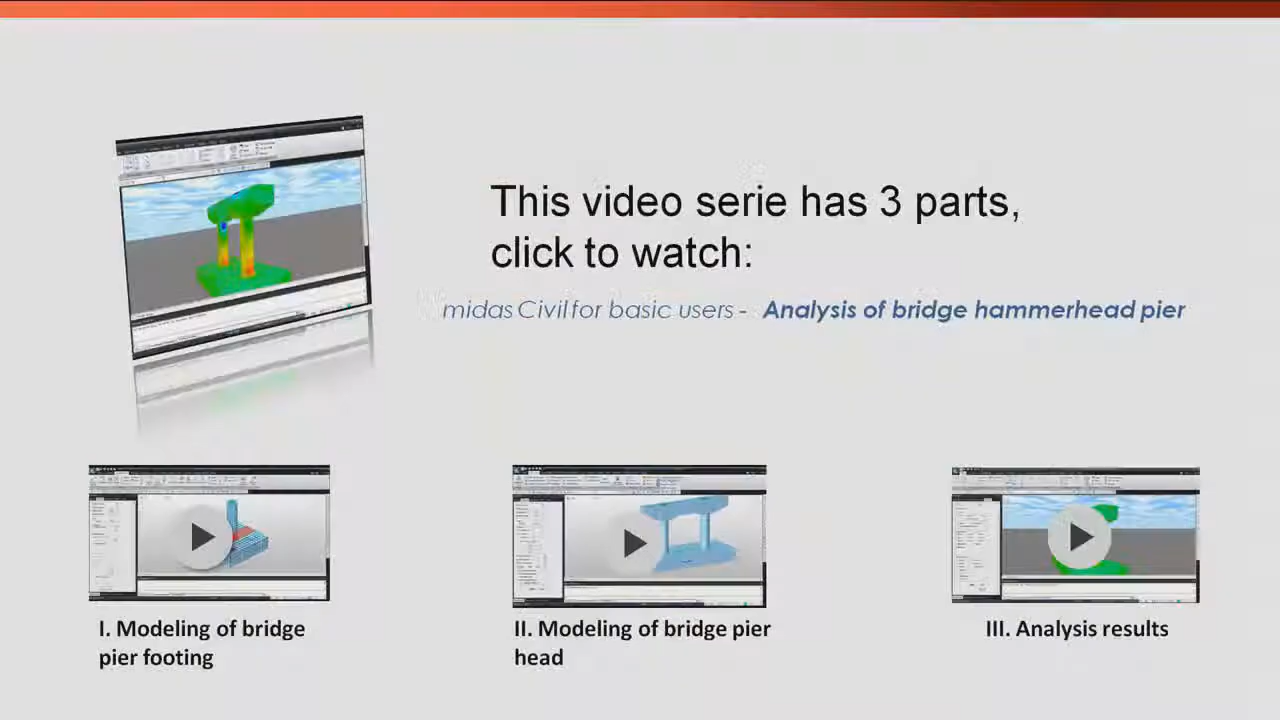 This video serie has 3 parts,
click to watch:
midas Civil for basic users - Analysis of bridge hammerhead pier
I. Modeling of bridge
pier footing
II. Modeling of bridge pier
head
III. Analysis results